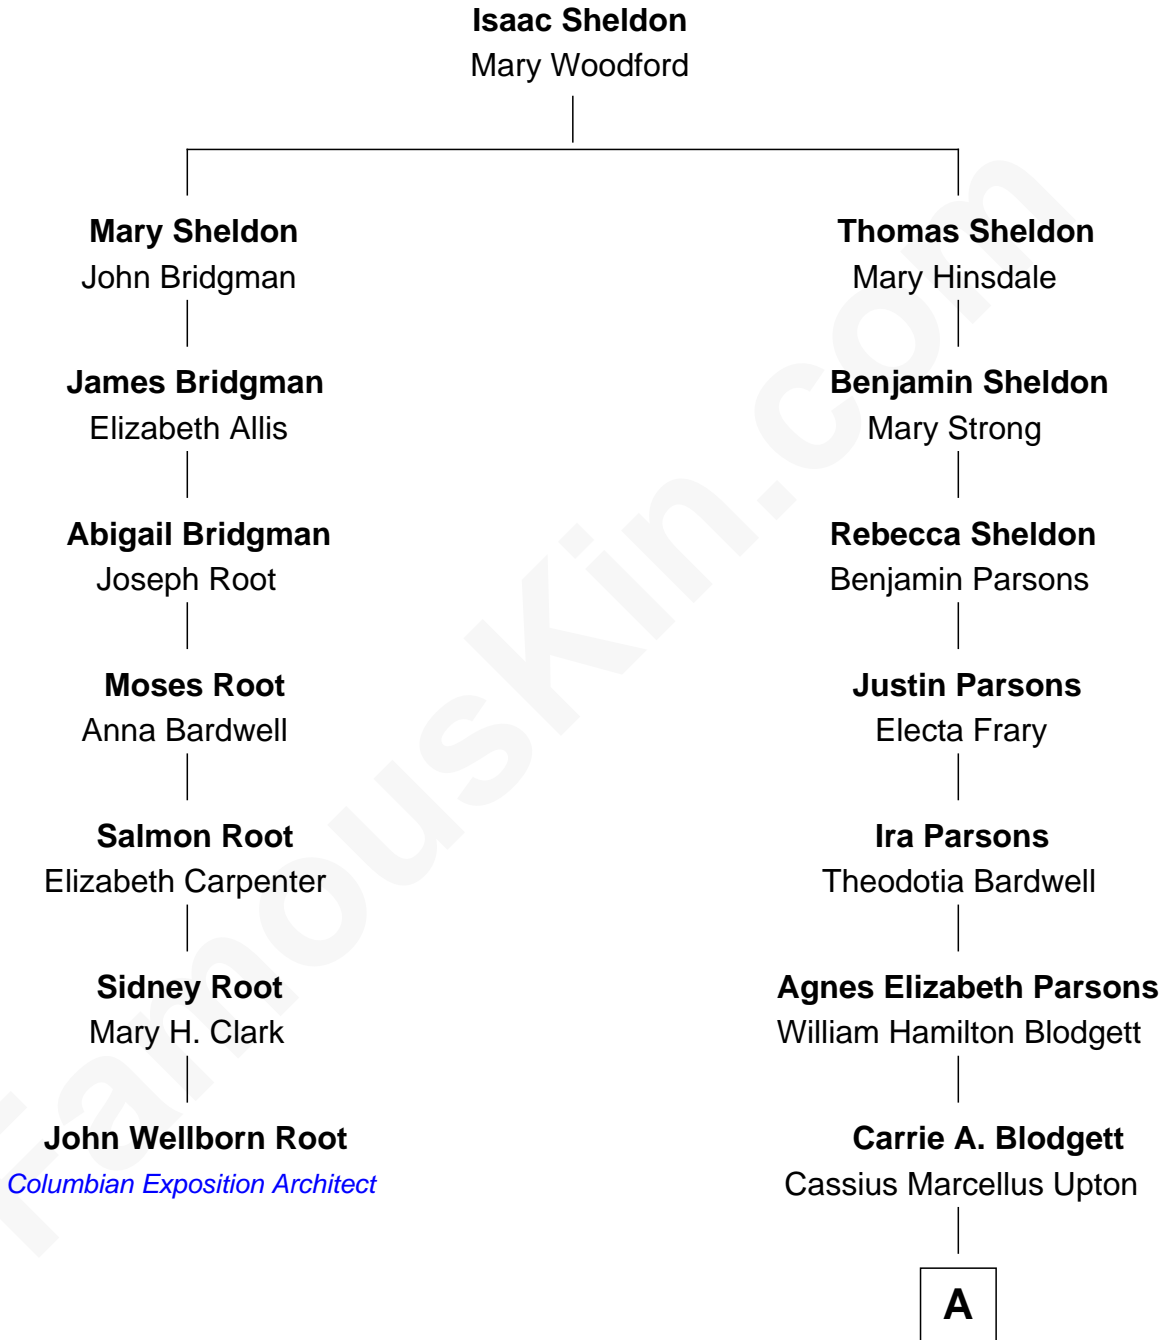 Isaac Sheldon
Mary Woodford
Mary Sheldon
John Bridgman
Thomas Sheldon
Mary Hinsdale
James Bridgman
Elizabeth Allis
Benjamin Sheldon
Mary Strong
Abigail Bridgman
Joseph Root
Rebecca Sheldon
Benjamin Parsons
Moses Root
Anna Bardwell
Justin Parsons
Electa Frary
Salmon Root
Elizabeth Carpenter
Ira Parsons
Theodotia Bardwell
Sidney Root
Mary H. Clark
Agnes Elizabeth Parsons
William Hamilton Blodgett
John Wellborn Root
Columbian Exposition Architect
Carrie A. Blodgett
Cassius Marcellus Upton
A
FamousKin.com